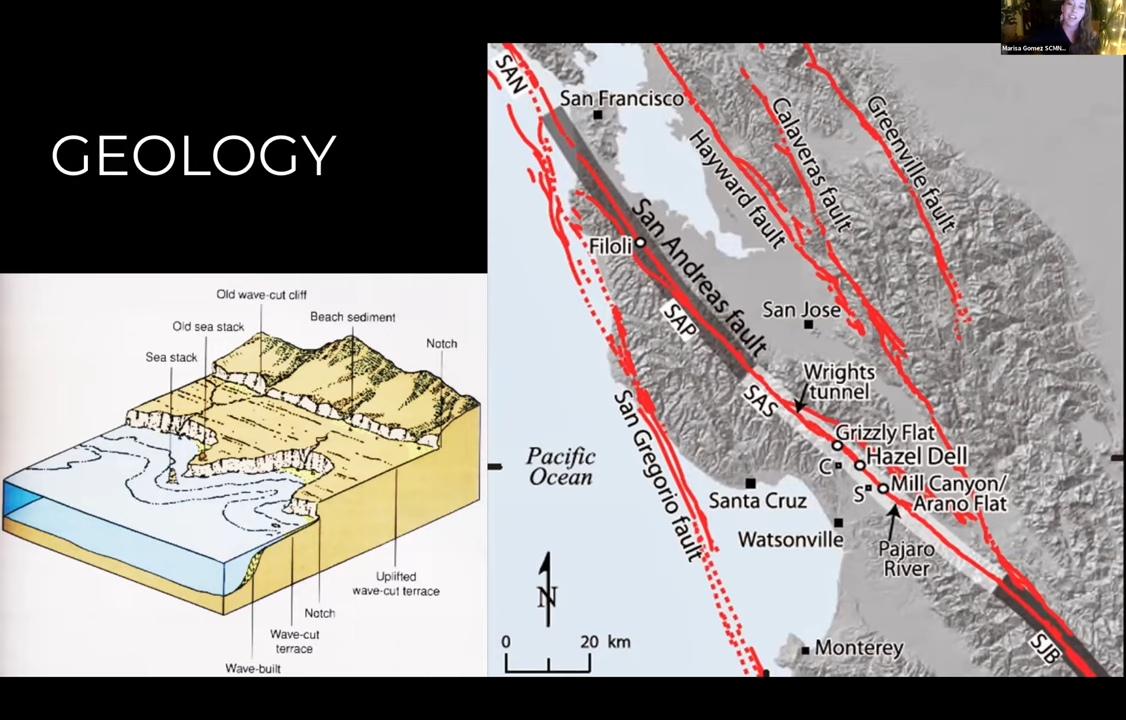 Marisa Gomez SCMN...
GEOLOGY
Old wave-cut cliff
Old sea stack
Beach sediment
Sea stack
Notch
Uplifted
wave-cut terrace
Notch
Wave-cut
terrace
Wave-built
SAN
San Francisco
Hayward fault
Calaveras fault
Greenville fault
San Andreas fault
Filoli
SAP
San Jose
Wrights
tunnel
SAS
Grizzly Flat
C
Hazel Dell
S
Mill Canyon/
Arano Flat
San Gregorio fault
Pacific
Ocean
Santa Cruz
Watsonville
Pajaro
River
N
0 20 km
Monterey
SJB